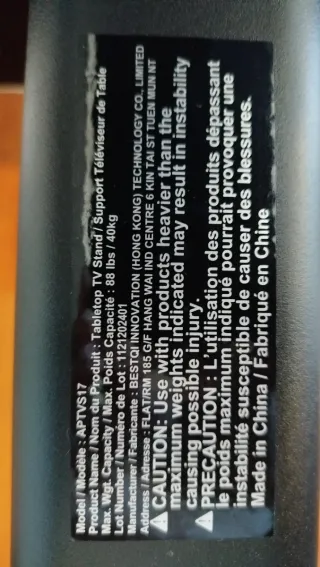 Model / Modèle : APTVS17
Product Name / Nom du Produit : Tabletop TV Stand / Support Téléviseur de Table
Max. Wgt. Capacity / Max. Poids Capacité : 88 lbs / 40kg
Lot Number / Numéro de Lot : 1121202401
Manufacturer / Fabricante : BESTQI INNOVATION (HONG KONG) TECHNOLOGY CO., LIMITED
Address / Adresse : FLAT/RM 185 G/F HANG WAI IND CENTRE 6 KIN TAI ST TUEN MUN NT
⚠CAUTION: Use with products heavier than the
maximum weights indicated may result in instability
causing possible injury.
⚠PRÉCAUTION : L'utilisation des produits dépassant
le poids maximum indiqué pourrait provoquer une
instabilité susceptible de causer des blessures.
Made in China / Fabriqué en Chine